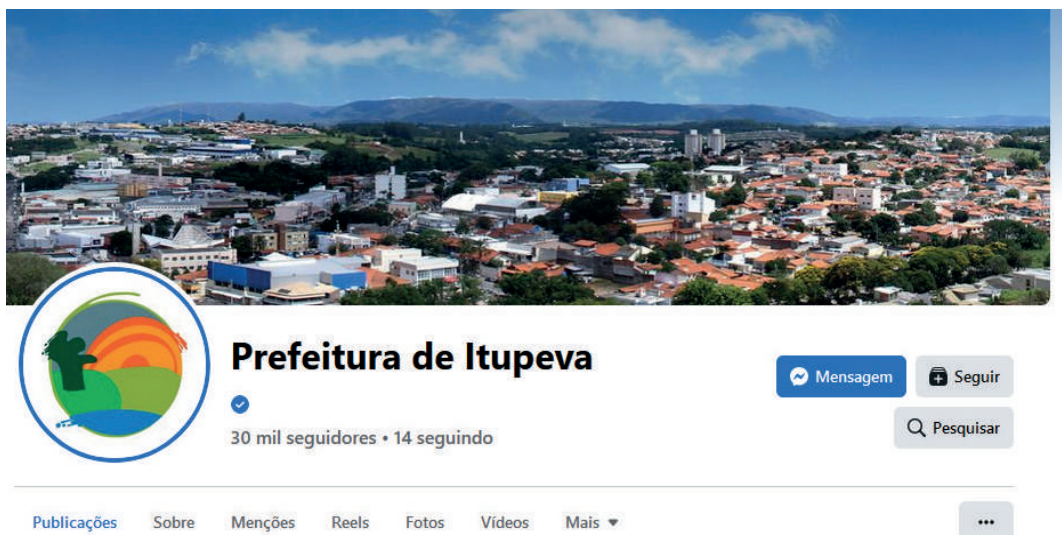 Prefeitura de Itupeva
30 mil seguidores • 14 seguindo
Mensagem
Seguir
Pesquisar
Publicações Sobre Menções Reels Fotos Vídeos Mais